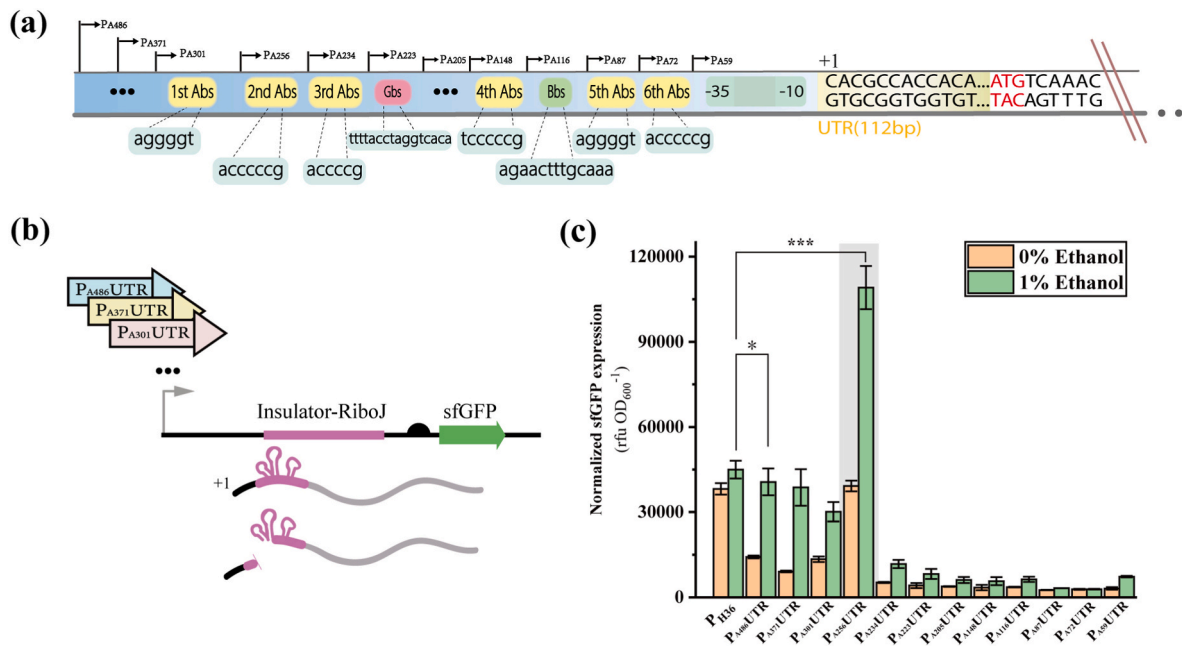 (a)
PA486
PA371
PA301
PA256
PA234
PA223
PA205
PA148
PA116
PA87
PA72
PA59
1st Abs
2nd Abs
3rd Abs
Gbs
4th Abs
Bbs
5th Abs
6th Abs
-35
-10
+1
CACGCCACCACA...ATGTCAAAC
GTGCGGTGGTGT...TACAGTTTG
UTR(112bp)
aggggt
acccccg
accccg
ttttacctaggtcaca
tcccccg
agaactttgcaaa
aggggt
acccccg
(b)
PA486UTR
PA371UTR
PA301UTR
Insulator-RiboJ
sfGFP
+1
(c)
Normalized sfGFP expression
(rfu OD600-1)
120000
90000
60000
30000
0
***
*
0% Ethanol
1% Ethanol
PH36
PA486UTR
PA371UTR
PA301UTR
PA256UTR
PA234UTR
PA223UTR
PA205UTR
PA148UTR
PA116UTR
PA87UTR
PA72UTR
PA59UTR